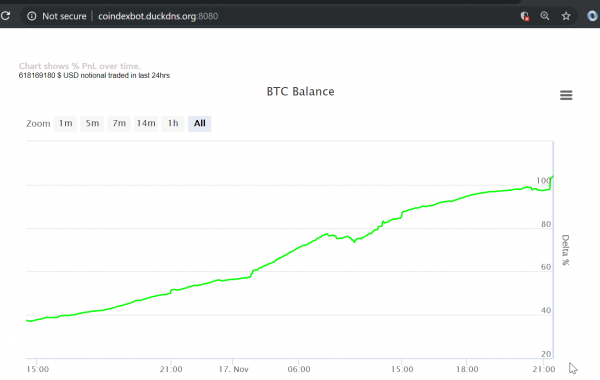 Not secure | coindexbot.duckdns.org:8080
Chart shows % PnL over time.
618169180 $ USD notional traded in last 24hrs
BTC Balance
Zoom 1m 5m 7m 14m 1h All
100
80
60
40
20
Delta %
15:00 21:00 17. Nov 06:00 15:00 18:00 21:00